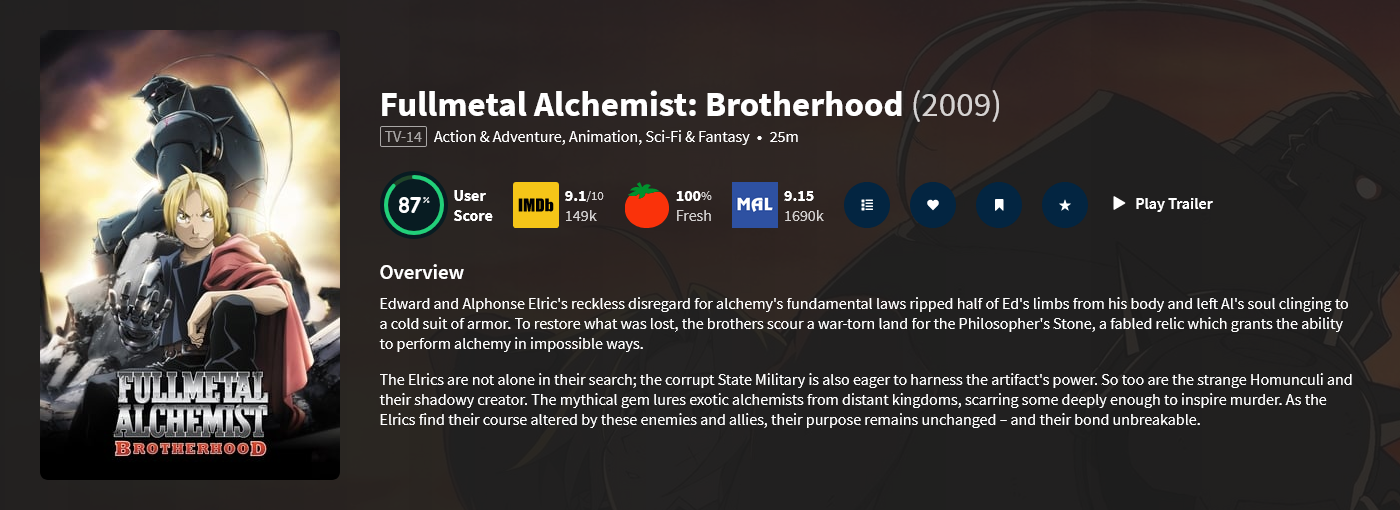 FULLMETAL
ALCHEMIST
BROTHERHOOD
Fullmetal Alchemist: Brotherhood (2009)
TV-14 Action & Adventure, Animation, Sci-Fi & Fantasy • 25m
87% User Score
IMDb 9.1/10 149k
100% Fresh
MAL 9.15 1690k
Play Trailer
Overview
Edward and Alphonse Elric's reckless disregard for alchemy's fundamental laws ripped half of Ed's limbs from his body and left Al's soul clinging to
a cold suit of armor. To restore what was lost, the brothers scour a war-torn land for the Philosopher's Stone, a fabled relic which grants the ability
to perform alchemy in impossible ways.
The Elrics are not alone in their search; the corrupt State Military is also eager to harness the artifact's power. So too are the strange Homunculi and
their shadowy creator. The mythical gem lures exotic alchemists from distant kingdoms, scarring some deeply enough to inspire murder. As the
Elrics find their course altered by these enemies and allies, their purpose remains unchanged – and their bond unbreakable.